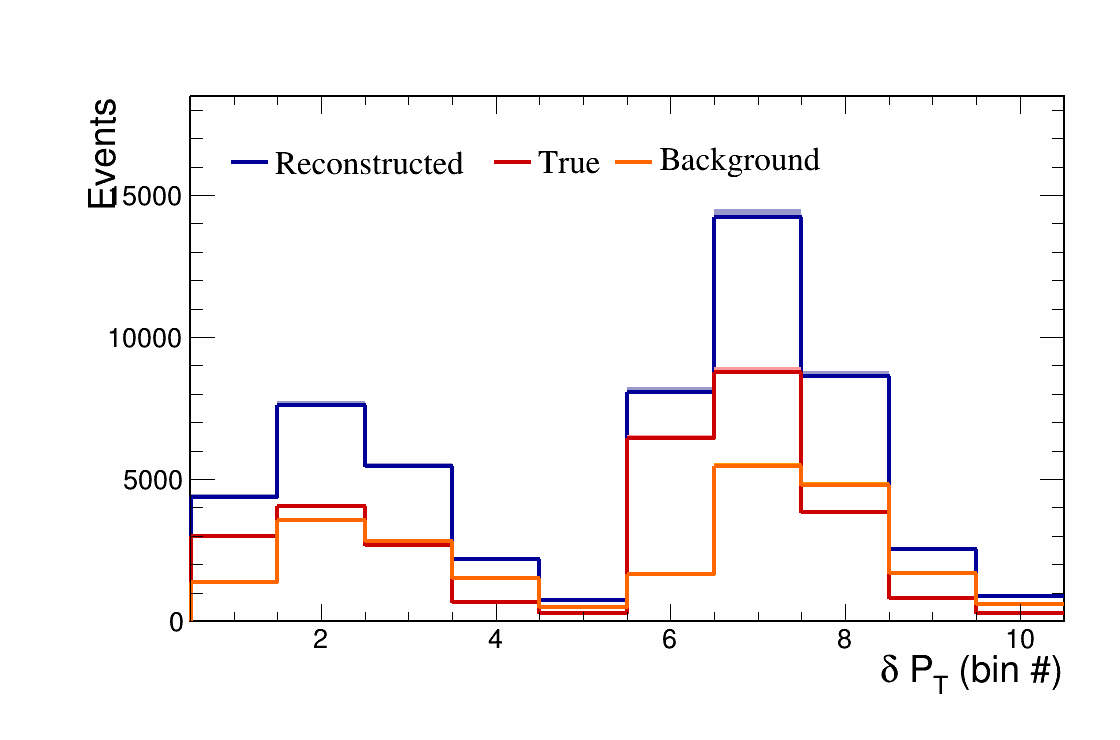 Events
Reconstructed True Background
15000
10000
5000
0
2 4 6 8 10
δ P_T (bin #)